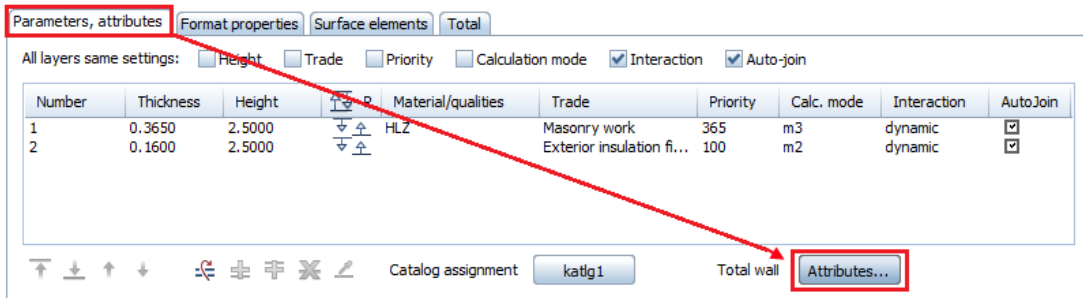 Parameters, attributes Format properties Surface elements Total
All layers same settings: Height Trade Priority Calculation mode Interaction Auto-join
Number Thickness Height P Material/qualities Trade Priority Calc. mode Interaction AutoJoin
1 0.3650 2.5000 HLZ Masonry work 365 m3 dynamic
2 0.1600 2.5000 Exterior insulation fi... 100 m2 dynamic
Catalog assignment katlg1 Total wall Attributes...